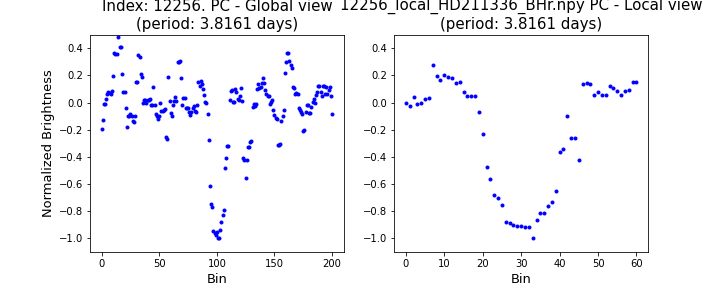 Index: 12256. PC - Global view
(period: 3.8161 days)
12256_local_HD211336_BHr.npy PC - Local view
(period: 3.8161 days)
Normalized Brightness
0.4
0.2
0.0
−0.2
−0.4
−0.6
−0.8
−1.0
0 50 100 150 200
Bin
0.4
0.2
0.0
−0.2
−0.4
−0.6
−0.8
−1.0
0 10 20 30 40 50 60
Bin